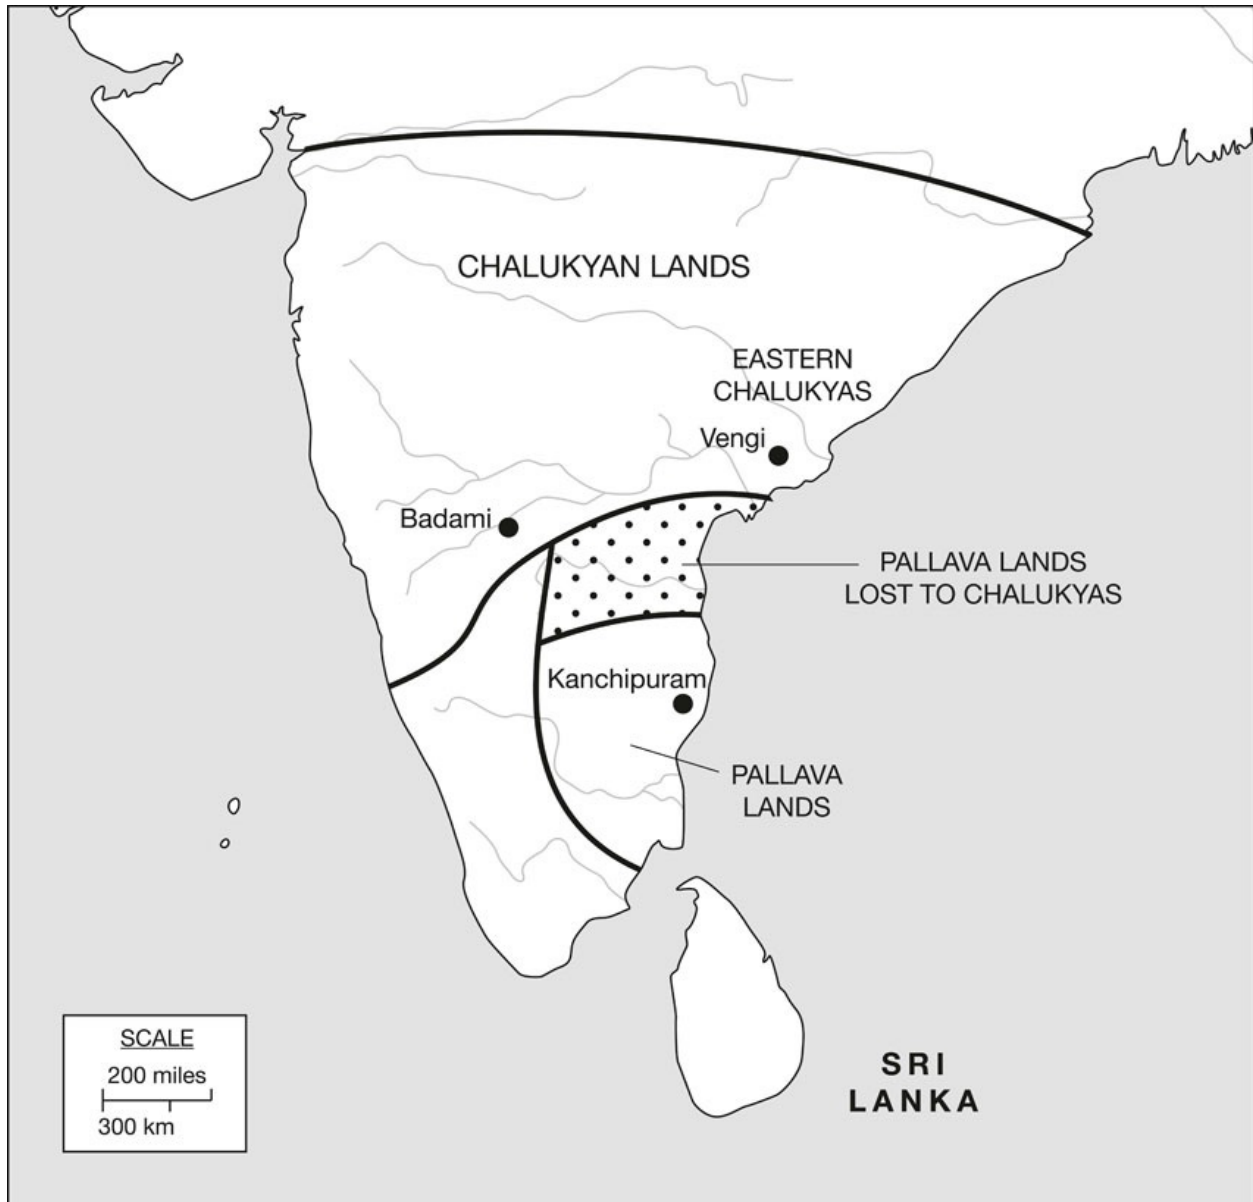 CHALUKYAN LANDS
EASTERN
CHALUKYAS
Vengi
Badami
PALLAVA LANDS
LOST TO CHALUKYAS
Kanchipuram
PALLAVA
LANDS
SCALE
200 miles
300 km
SRI
LANKA